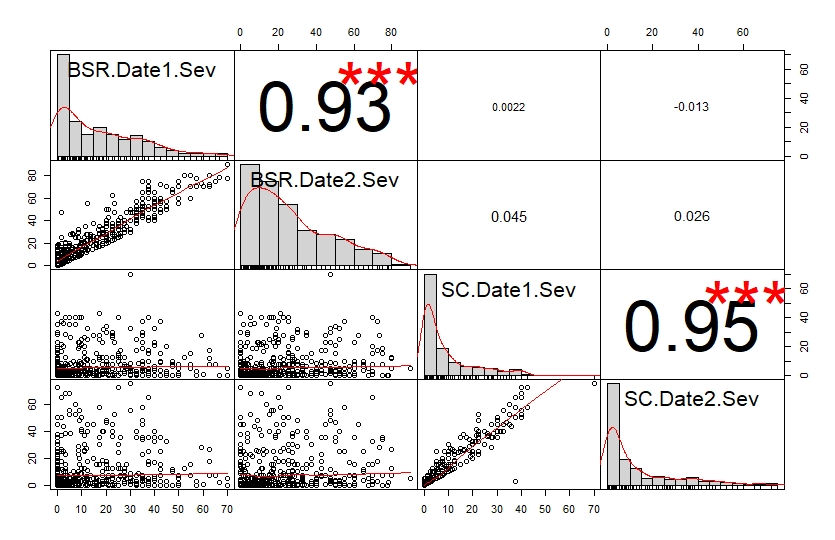 0 20 40 60 80
0 20 40 60
BSR.Date1.Sev
0.93
***
0.0022
-0.013
0 20 40 60
0 20 40 60 80
BSR.Date2.Sev
0.045
0.026
SC.Date1.Sev
0.95
***
0 20 40 60
0 20 40 60
SC.Date2.Sev
0 10 20 30 40 50 60 70
0 10 20 30 40 50 60 70